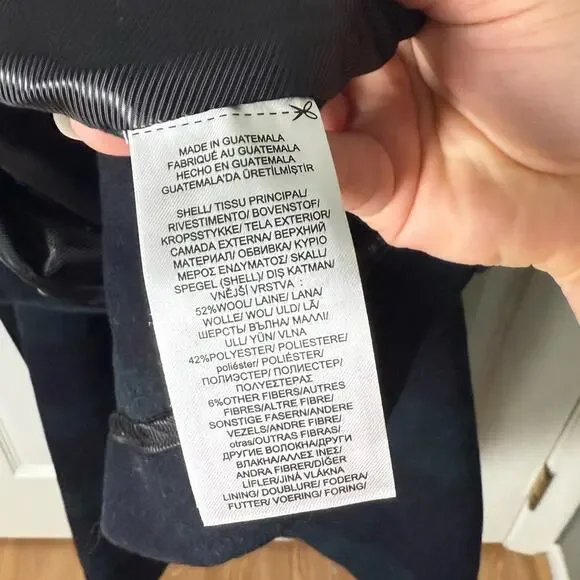 MADE IN GUATEMALA
FABRIQUÉ AU GUATEMALA
HECHO EN GUATEMALA
GUATEMALA'DA ÜRETİLMİŞTİR
SHELL/ TISSU PRINCIPAL/
RIVESTIMENTO/ BOVENSTOF/
KROPSSTYKKE/ TELA EXTERIOR/
CAMADA EXTERNA/ ВЕРХНИЙ
МАТЕРИАЛ/ ОБВИВКА/ ΚΥΡΙΟ
ΜΕΡΟΣ ΕΝΔΥΜΑΤΟΣ/ SKALL/
SPEGEL (SHELL)/ DIŞ KATMAN/
VNĚJŠÍ VRSTVA :
52%WOOL/ LAINE/ LANA/
WOLLE/ WOL/ ULD/ LÃ/
ШЕРСТЬ/ ВЪЛНА/ ΜΑΛΛΙ/
ULL/ YÜN/ VLNA
42%POLYESTER/ POLIESTERE/
poliéster/ POLIÉSTER/
ПОЛИЭСТЕР/ ПОЛИЕСТЕР/
ΠΟΛΥΕΣΤΕΡΑΣ
6%OTHER FIBERS/AUTRES
FIBRES/ALTRE FIBRE/
SONSTIGE FASERN/ANDERE
VEZELS/ANDRE FIBRE/
otras/OUTRAS FIBRAS/
ДРУГИЕ ВОЛОКНА/ДРУГИ
ВЛАКНА/ΑΛΛΕΣ ΙΝΕΣ/
ANDRA FIBRER/DİĞER
LİFLER/JINÁ VLÁKNA
LINING/ DOUBLURE/ FODERA/
FUTTER/ VOERING/ FORING/